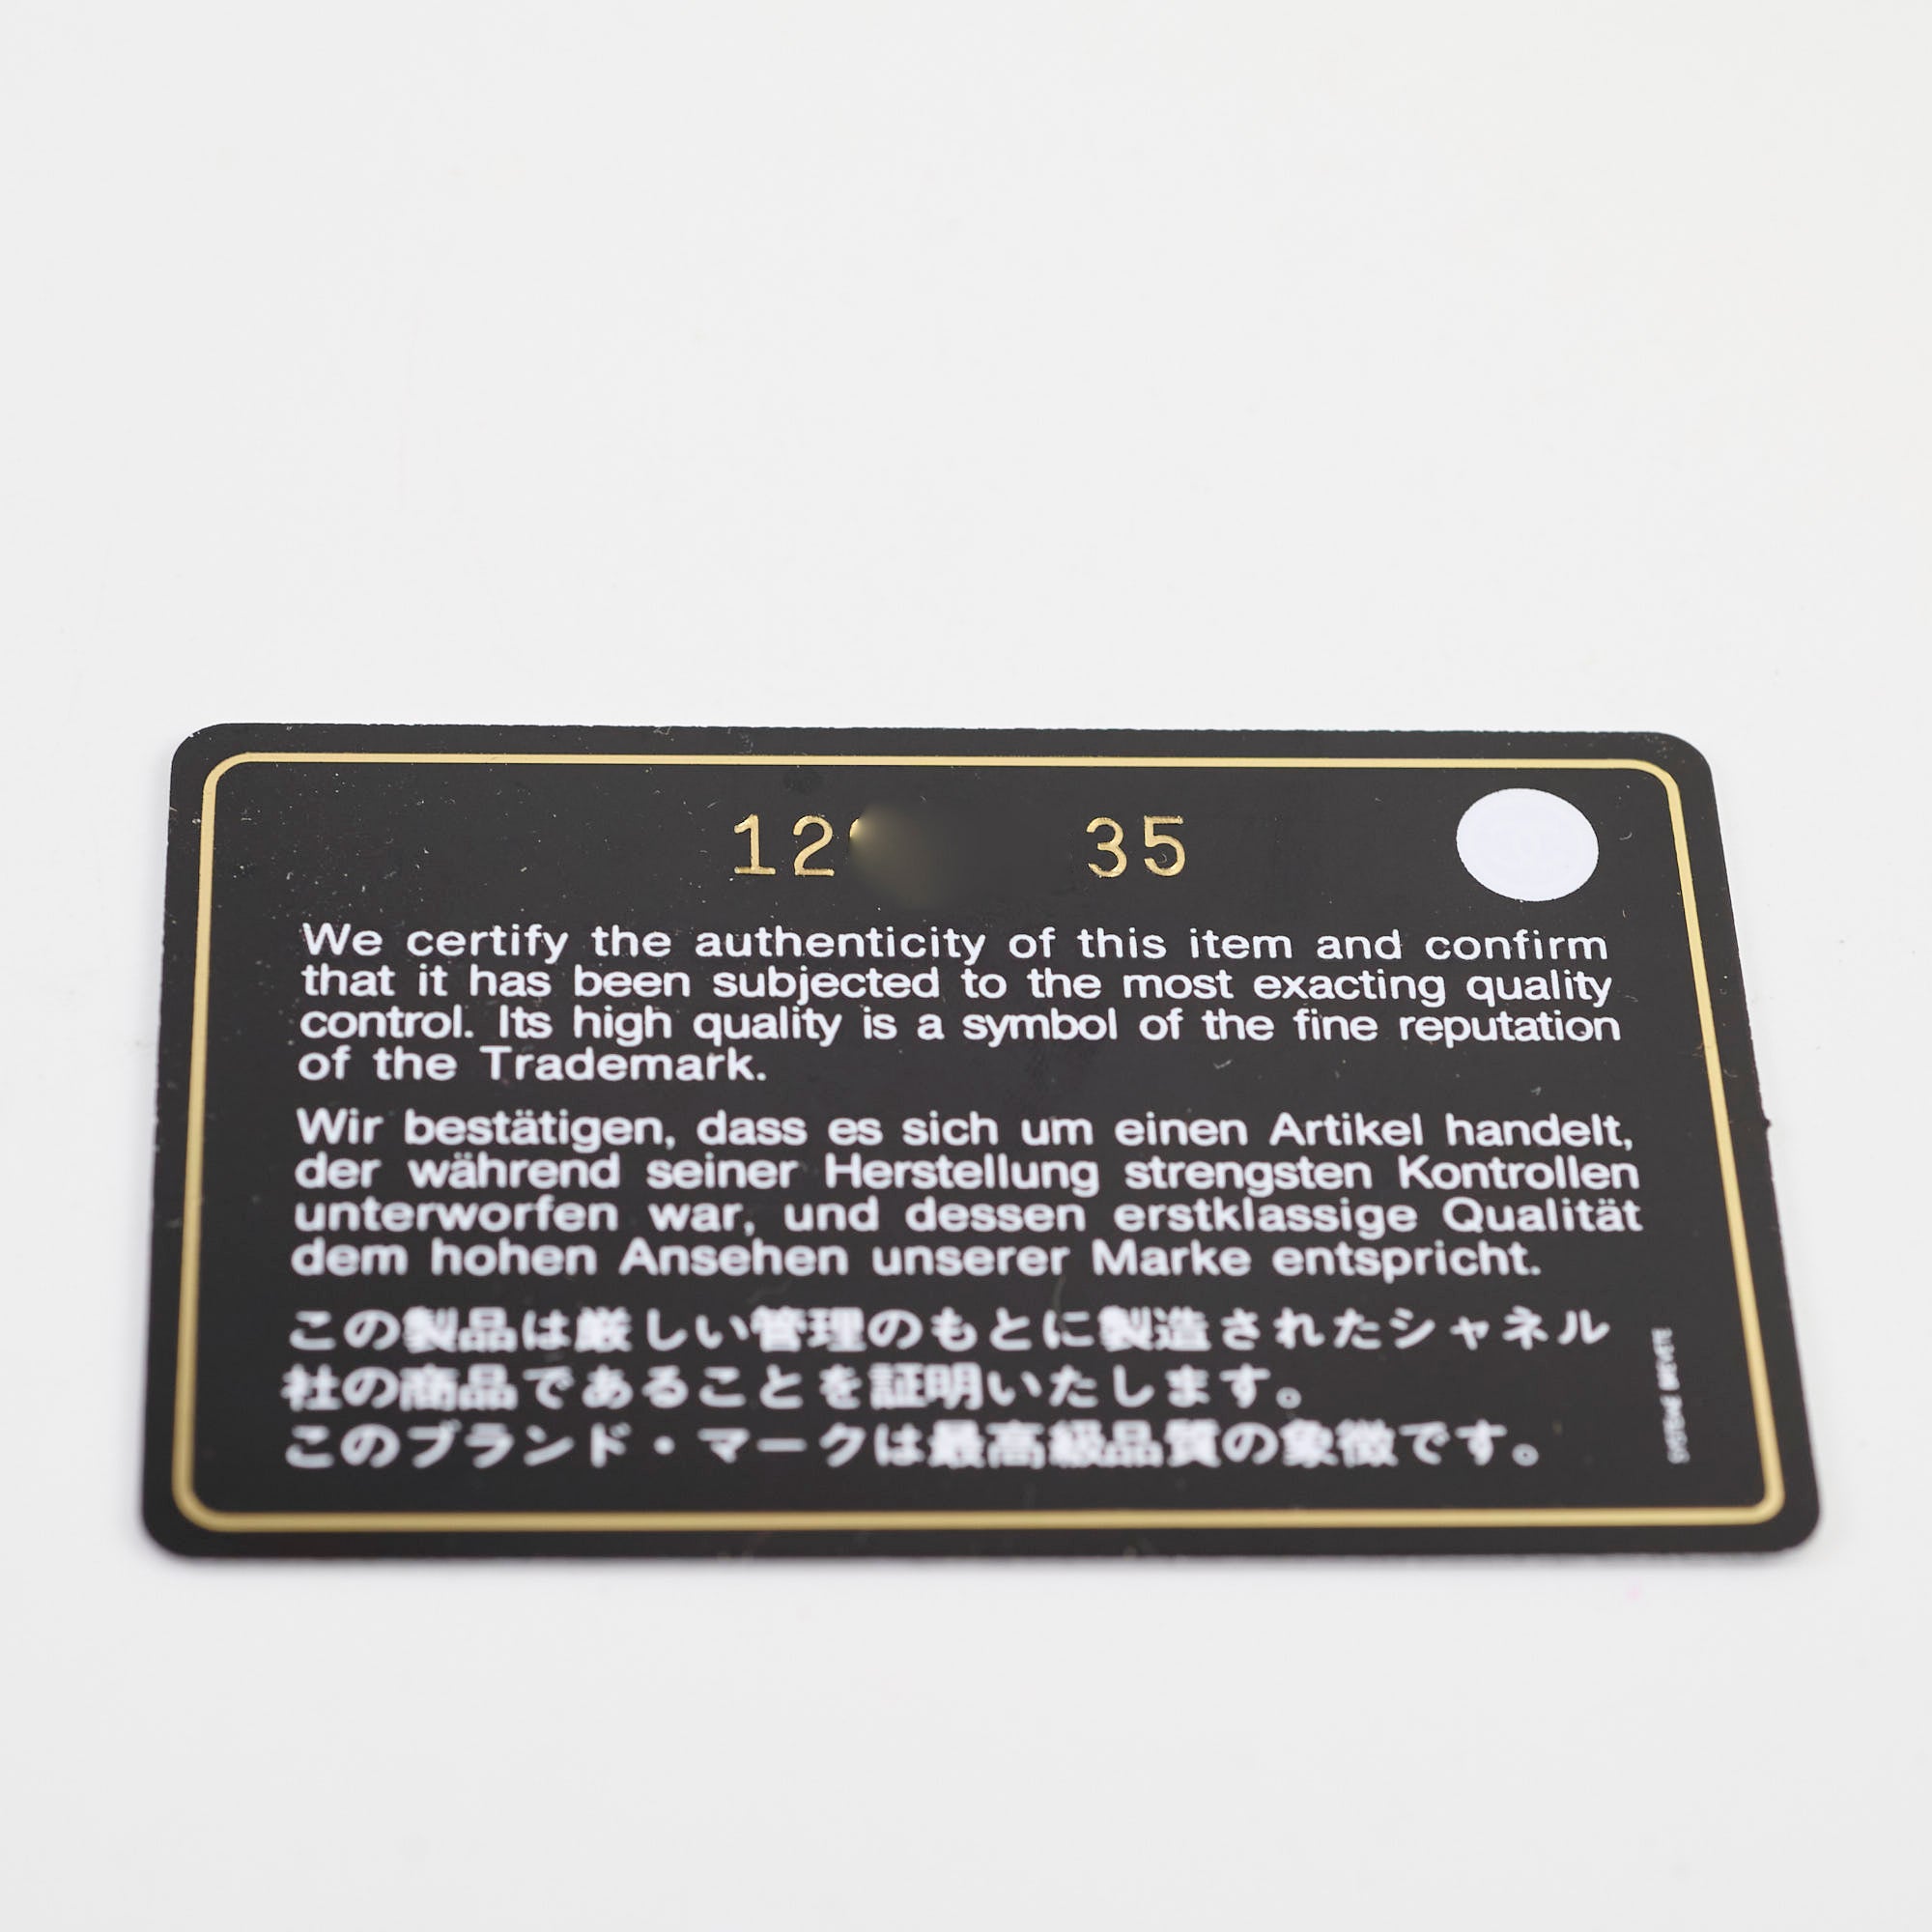 12 35
We certify the authenticity of this item and confirm
that it has been subjected to the most exacting quality
control. Its high quality is a symbol of the fine reputation
of the Trademark.
Wir bestätigen, dass es sich um einen Artikel handelt,
der während seiner Herstellung strengsten Kontrollen
unterworfen war, und dessen erstklassige Qualität
dem hohen Ansehen unserer Marke entspricht.
この製品は厳しい管理のもとに製造されたシャネル
社の商品であることを証明いたします。
このブランド・マークは最高級品質の象徴です。
SYSTEME BREVETE